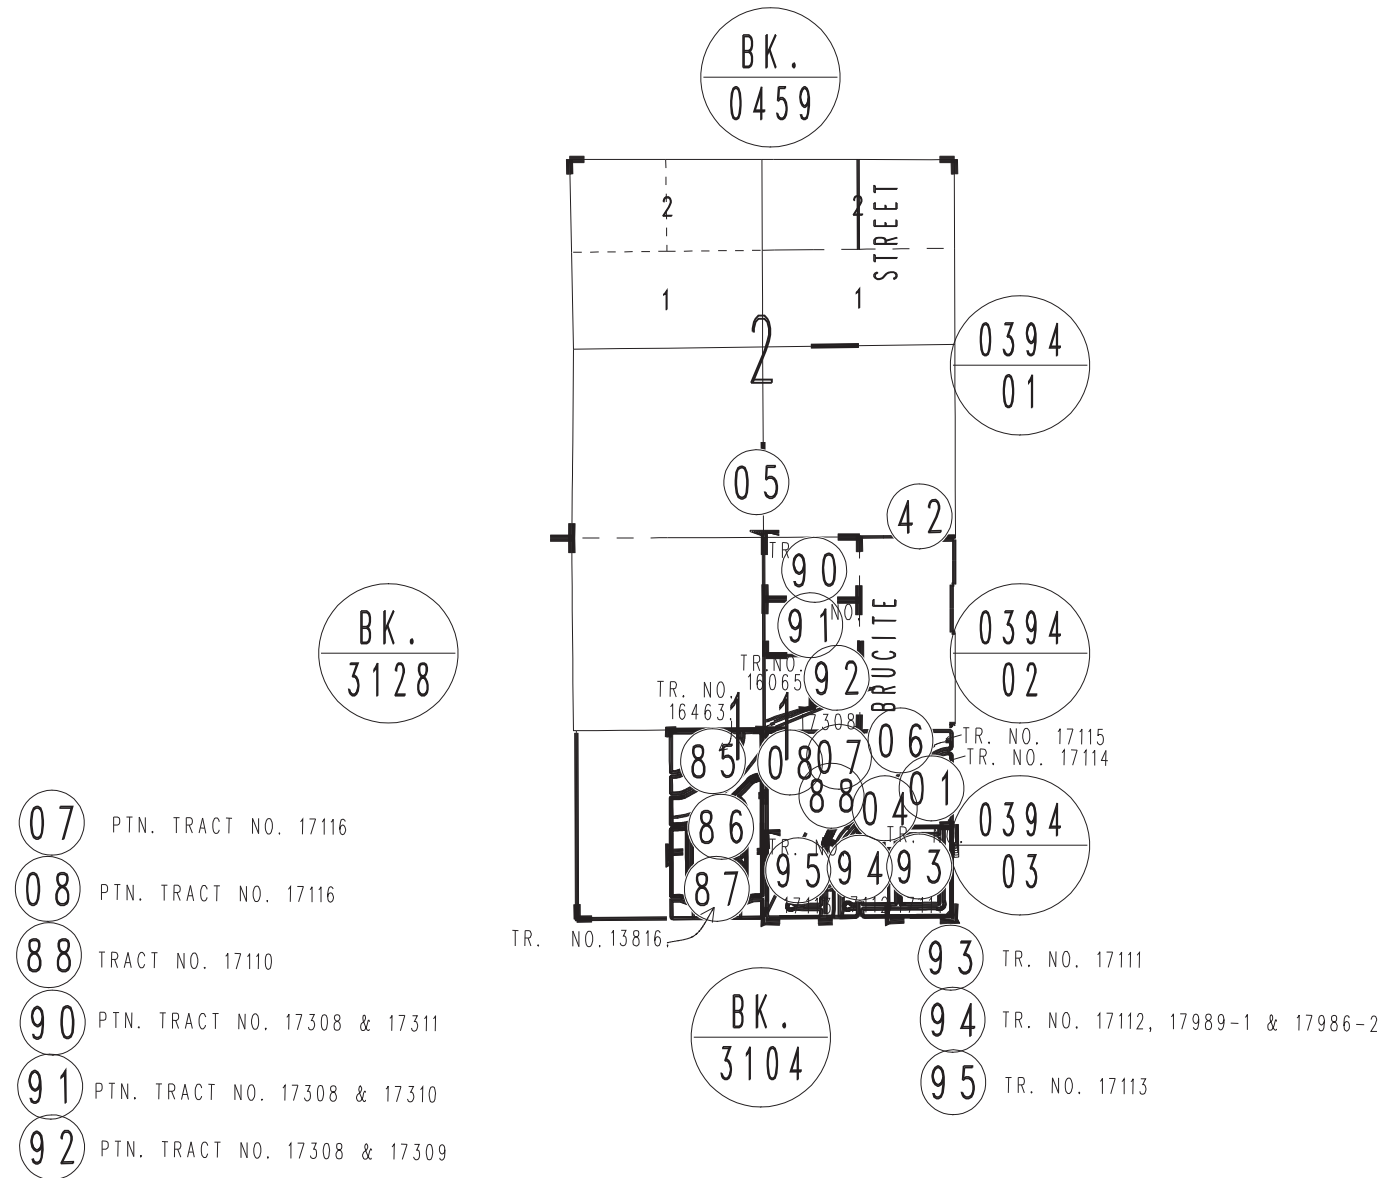 BK.
0459
2
2
STREET
1
1
2
0394
01
05
42
TR
90
NO
91
BRUCITE
BK.
3128
0394
02
TR.NO.
16065
92
TR. NO.
16463
1
1
17308
06
TR. NO. 17115
TR. NO. 17114
85
08
07
88
04
01
0394
03
86
TR. NO
TR.
95
94
93
87
TR. NO. 13816
07 PTN. TRACT NO. 17116
08 PTN. TRACT NO. 17116
88 TRACT NO. 17110
90 PTN. TRACT NO. 17308 & 17311
91 PTN. TRACT NO. 17308 & 17310
92 PTN. TRACT NO. 17308 & 17309
BK.
3104
93 TR. NO. 17111
94 TR. NO. 17112, 17989-1 & 17986-2
95 TR. NO. 17113